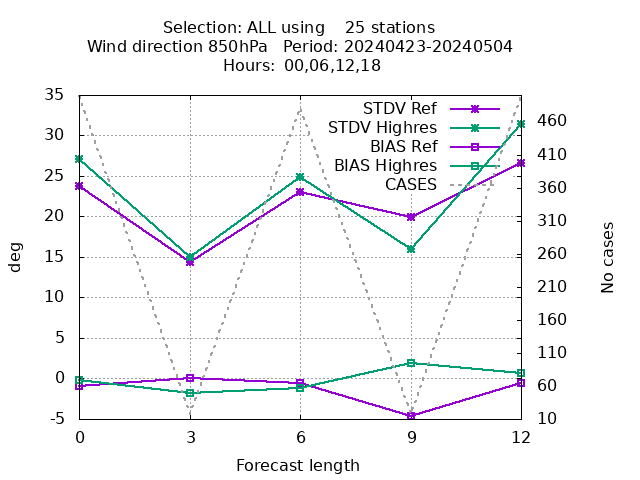 Selection: ALL using    25 stations
Wind direction 850hPa   Period: 20240423-20240504
Hours:  00,06,12,18
STDV Ref
STDV Highres
BIAS Ref
BIAS Highres
CASES
35
30
25
20
15
10
5
0
-5
deg
460
410
360
310
260
210
160
110
60
10
No cases
0 3 6 9 12
Forecast length